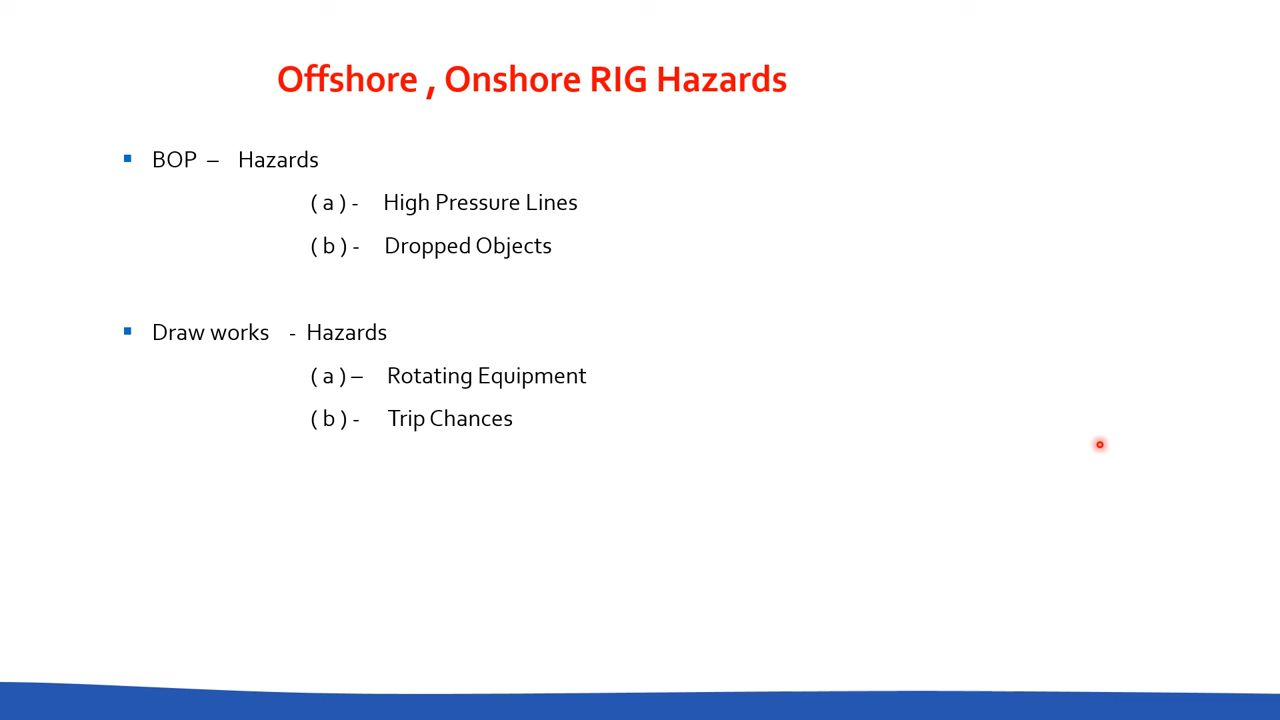 Offshore , Onshore RIG Hazards
BOP – Hazards
( a ) - High Pressure Lines
( b ) - Dropped Objects
Draw works - Hazards
( a ) – Rotating Equipment
( b ) - Trip Chances